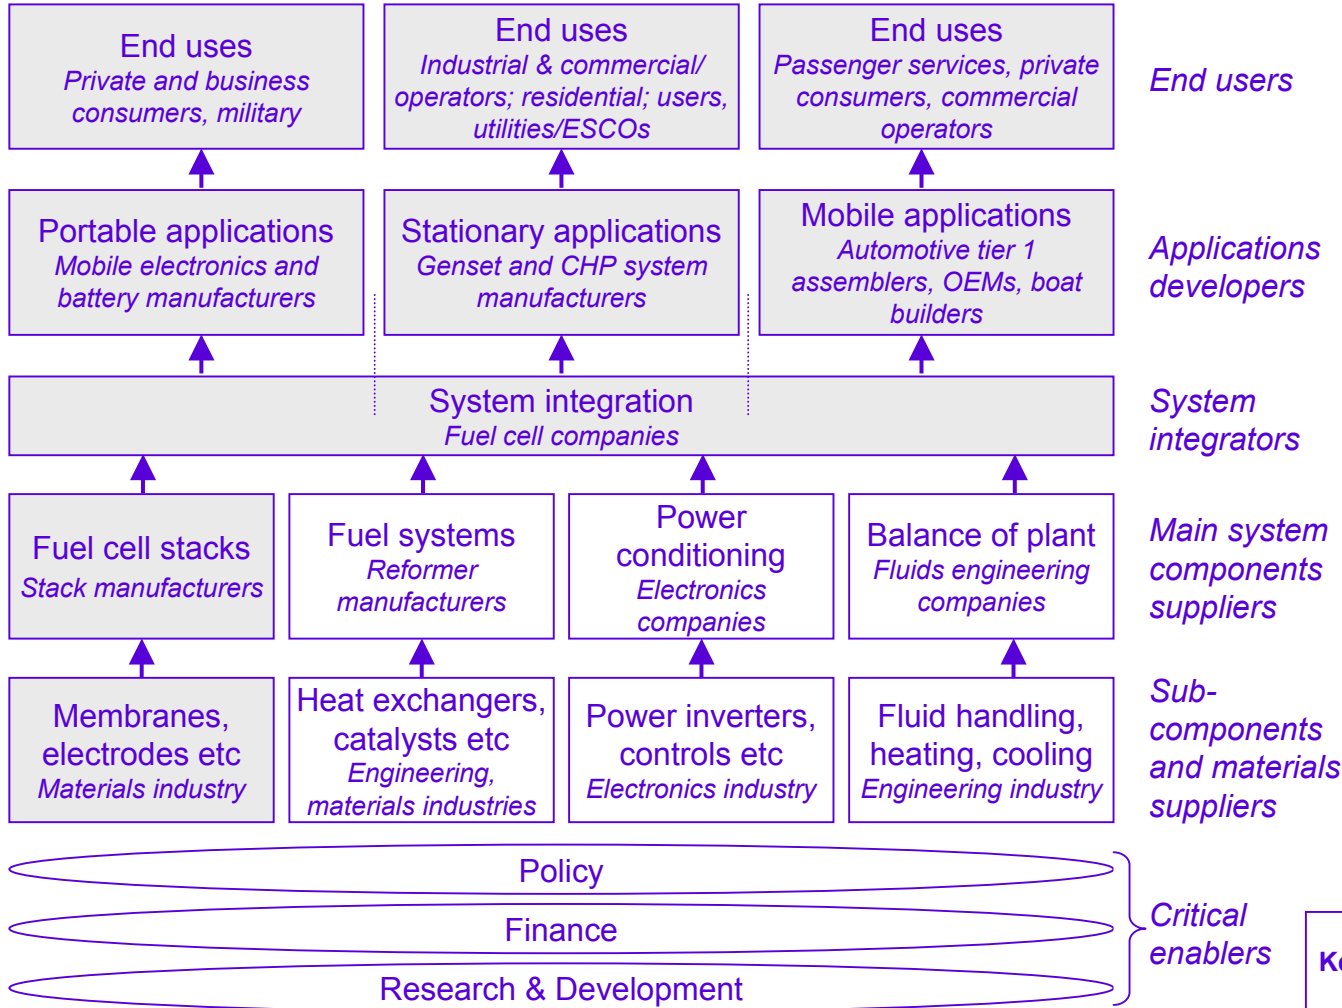 End uses
Private and business
consumers, military
End uses
Industrial & commercial/
operators; residential; users,
utilities/ESCOs
End uses
Passenger services, private
consumers, commercial
operators
End users
Portable applications
Mobile electronics and
battery manufacturers
Stationary applications
Genset and CHP system
manufacturers
Mobile applications
Automotive tier 1
assemblers, OEMs, boat
builders
Applications
developers
System integration
Fuel cell companies
System
integrators
Fuel cell stacks
Stack manufacturers
Fuel systems
Reformer
manufacturers
Power
conditioning
Electronics
companies
Balance of plant
Fluids engineering
companies
Main system
components
suppliers
Membranes,
electrodes etc
Materials industry
Heat exchangers,
catalysts etc
Engineering,
materials industries
Power inverters,
controls etc
Electronics industry
Fluid handling,
heating, cooling
Engineering industry
Sub-
components
and materials
suppliers
Policy
Finance
Research & Development
Critical
enablers